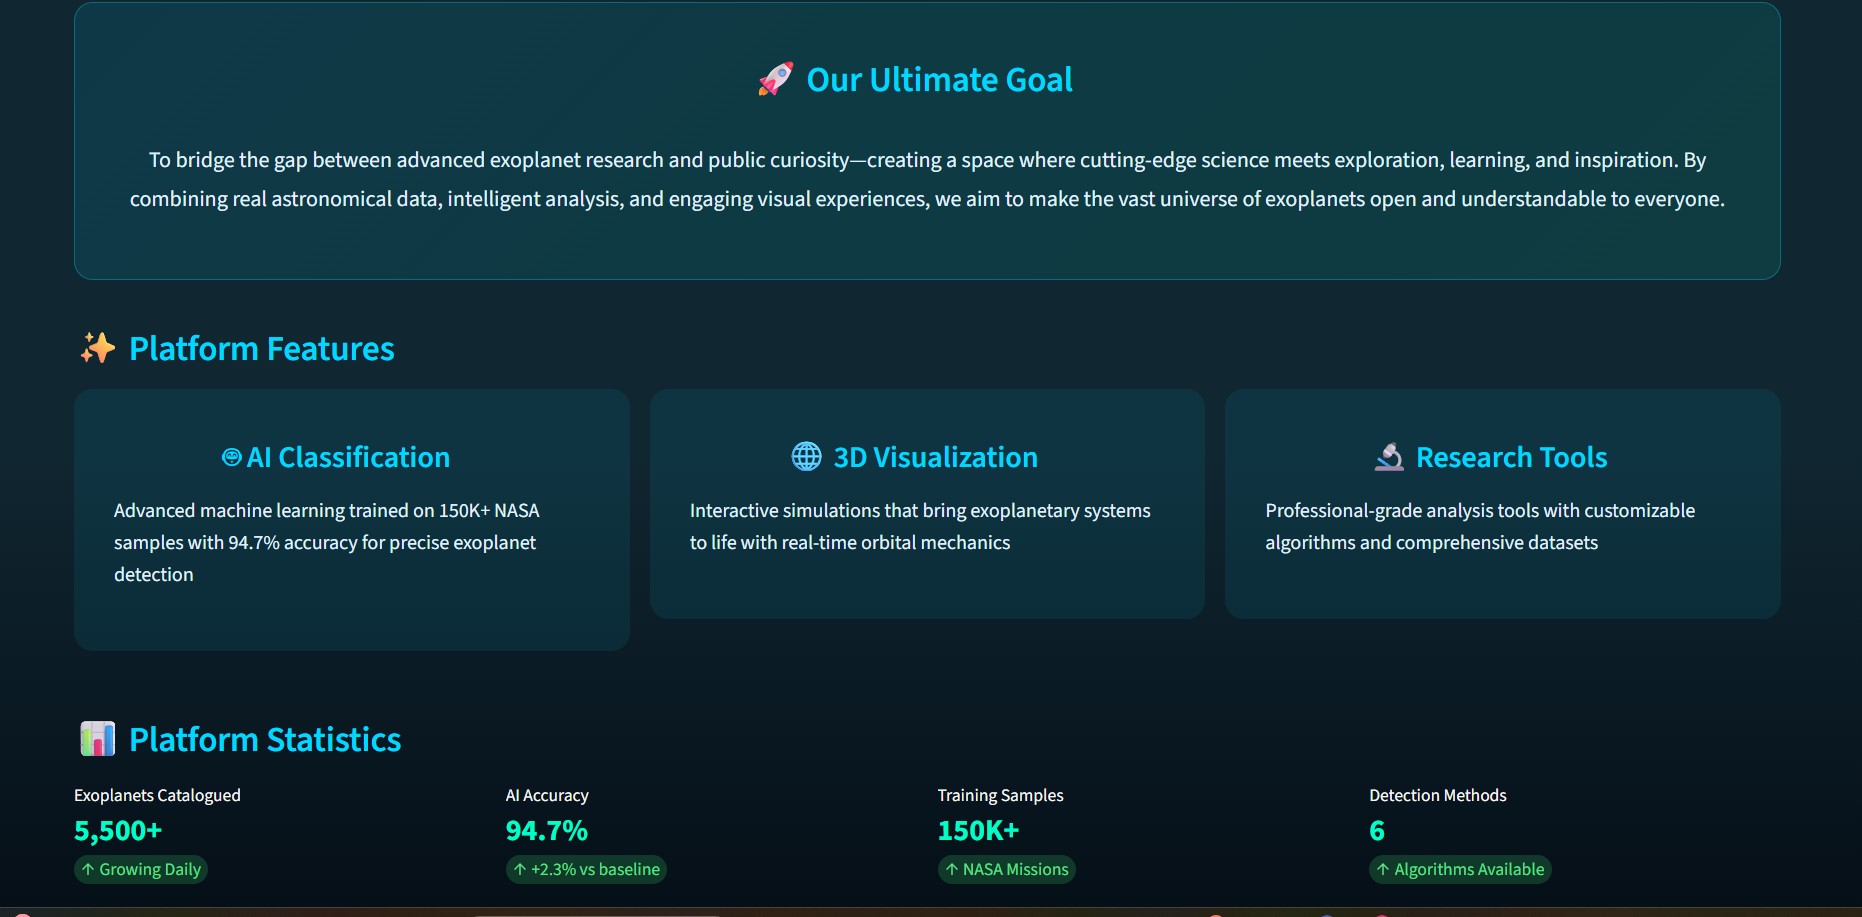 Our Ultimate Goal
To bridge the gap between advanced exoplanet research and public curiosity—creating a space where cutting-edge science meets exploration, learning, and inspiration. By
combining real astronomical data, intelligent analysis, and engaging visual experiences, we aim to make the vast universe of exoplanets open and understandable to everyone.
Platform Features
AI Classification
Advanced machine learning trained on 150K+ NASA
samples with 94.7% accuracy for precise exoplanet
detection
3D Visualization
Interactive simulations that bring exoplanetary systems
to life with real-time orbital mechanics
Research Tools
Professional-grade analysis tools with customizable
algorithms and comprehensive datasets
Platform Statistics
Exoplanets Catalogued
5,500+
↑ Growing Daily
AI Accuracy
94.7%
↑ +2.3% vs baseline
Training Samples
150K+
↑ NASA Missions
Detection Methods
6
↑ Algorithms Available